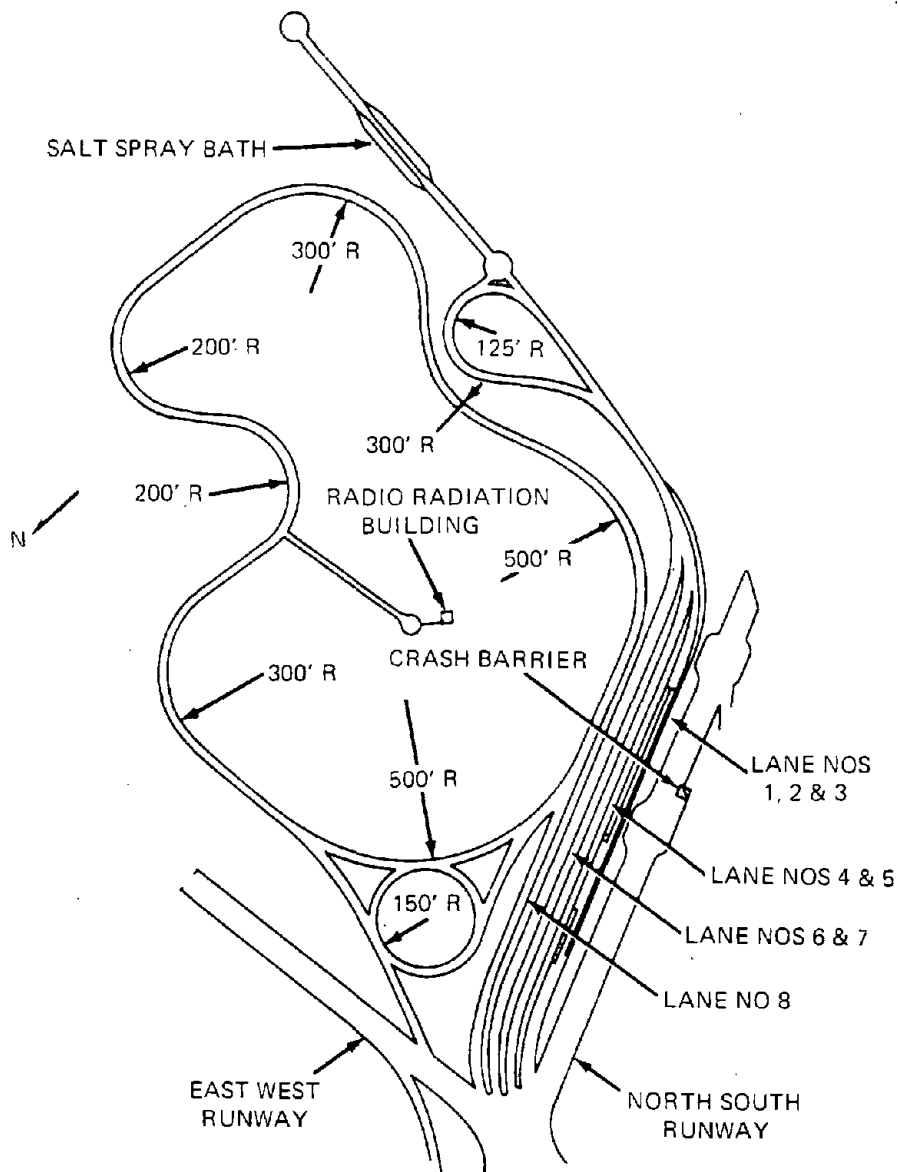 SALT SPRAY BATH
300' R
200' R
125' R
300' R
200' R
RADIO RADIATION
BUILDING
N
500' R
CRASH BARRIER
300' R
LANE NOS
1, 2 & 3
500' R
LANE NOS 4 & 5
150' R
LANE NOS 6 & 7
LANE NO 8
EAST WEST
RUNWAY
NORTH SOUTH
RUNWAY